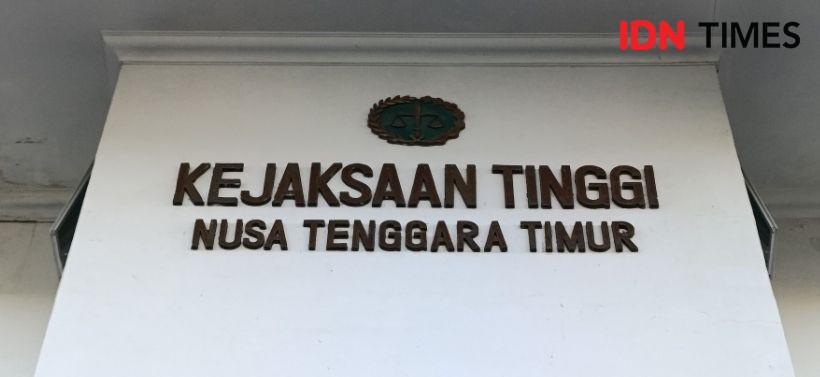 IDN TIMES
KEJAKSAAN TINGGI
NUSA TENGGARA TIMUR